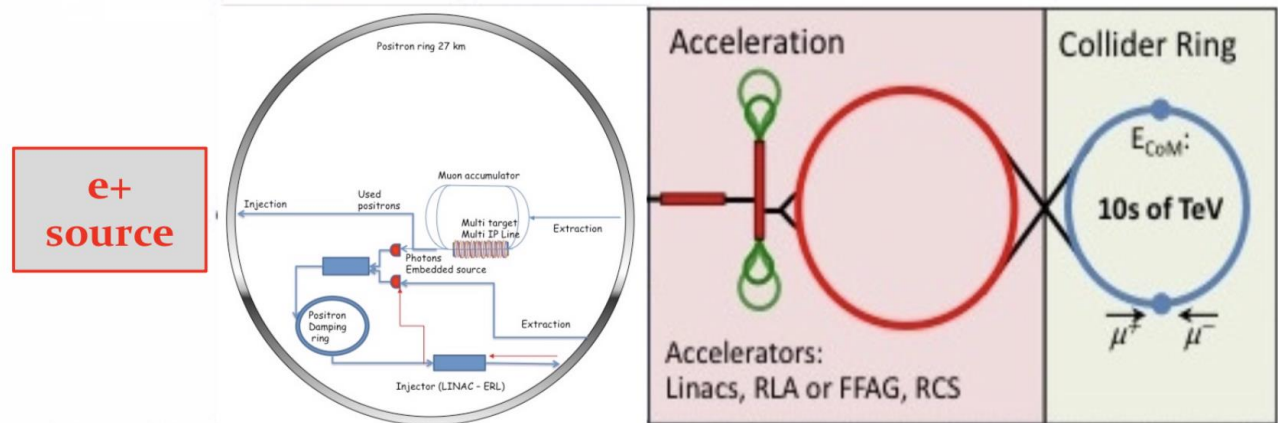 e+
source
Positron ring 27 km
Muon accumulator
Injection
Used
positrons
Multi target
Multi IP Line
Extraction
Photons
Embedded source
Positron
Damping
ring
Extraction
Injector (LINAC - ERL)
Acceleration
Accelerators:
Linacs, RLA or FFAG, RCS
Collider Ring
E_CoM:
10s of TeV
μ⁺ μ⁻